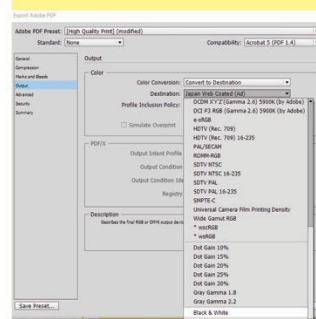 Export Adobe PDF
Adobe PDF Preset: [High Quality Print] (modified)
Standard: None
Compatibility: Acrobat 5 (PDF 1.4)
General
Compression
Marks and Bleeds
Output
Advanced
Security
Summary
Output
Color
Color Conversion: Convert to Destination
Destination: Japan Web Coated (Ad)
Profile Inclusion Policy:
Simulate Overprint
PDF/X
Output Intent Profile
Output Condition
Output Condition Ide
Registry
Description
DCDM X'Y'Z'(Gamma 2.6) 5900K (by Adobe)
DCI P3 RGB (Gamma 2.6) 5900K (by Adobe)
e-sRGB
HDTV (Rec. 709)
HDTV (Rec. 709) 16-235
PAL/SECAM
ROMM-RGB
SDTV NTSC
SDTV NTSC 16-235
SDTV PAL
SDTV PAL 16-235
SMPTE-C
Universal Camera Film Printing Density
Wide Gamut RGB
* wscRGB
* wsRGB
Dot Gain 10%
Dot Gain 15%
Dot Gain 20%
Dot Gain 25%
Dot Gain 30%
Gray Gamma 1.8
Gray Gamma 2.2
Black & White
Save Preset...